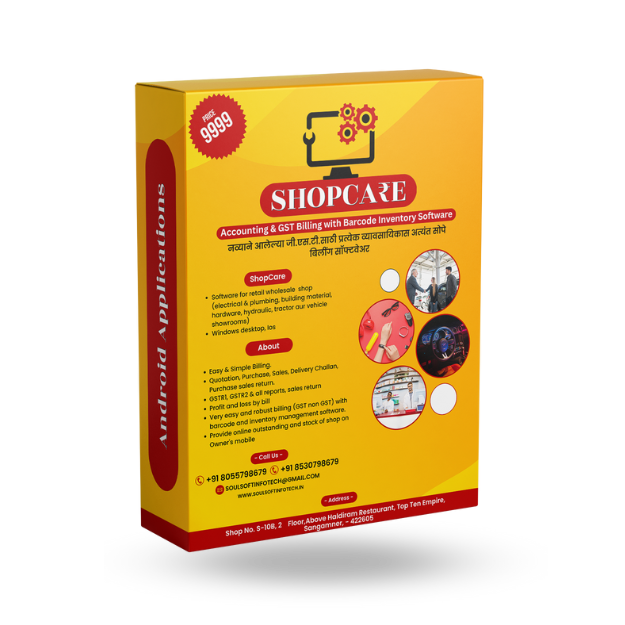 PRICE
9999
Android Applications
SHOPCARE
Accounting & GST Billing with Barcode Inventory Software
नव्याने आलेल्या जी.एस.टी.साठी प्रत्येक व्यावसायिकास अत्यंत सोपे
बिलींग सॉफ्टवेअर
ShopCare
• Software for retail wholesale shop
(electrical & plumbing, building material,
hardware, hydraulic, tractor aur vehicle
showrooms)
• Windows desktop, ios
About
• Easy & Simple Billing.
• Quotation, Purchase, Sales, Delivery Challan,
Purchase sales return.
• GSTR1, GSTR2 & all reports, sales return
• Profit and loss by bill
• Very easy and robust billing (GST non GST) with
barcode and inventory management software.
• Provide online outstanding and stock of shop on
Owner's mobile
- Call Us -
+91 8055798679 +91 8530798679
SOULSOFTINFOTECH@GMAIL.COM
WWW.SOULSOFTINFOTECH.IN
- Address -
Shop No. S-108, 2 Floor,Above Haldiram Restaurant, Top Ten Empire,
Sangamner, - 422605